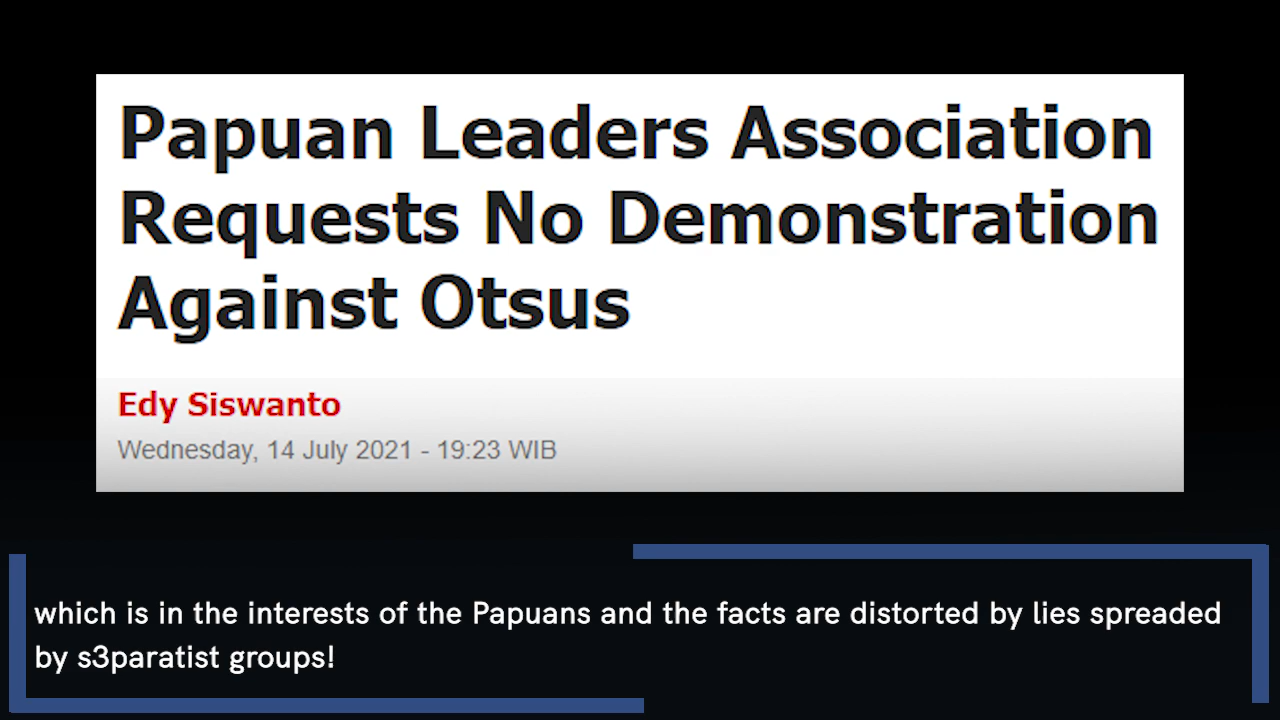 Papuan Leaders Association
Requests No Demonstration
Against Otsus
Edy Siswanto
Wednesday, 14 July 2021 - 19:23 WIB
which is in the interests of the Papuans and the facts are distorted by lies spreaded
by s3paratist groups!